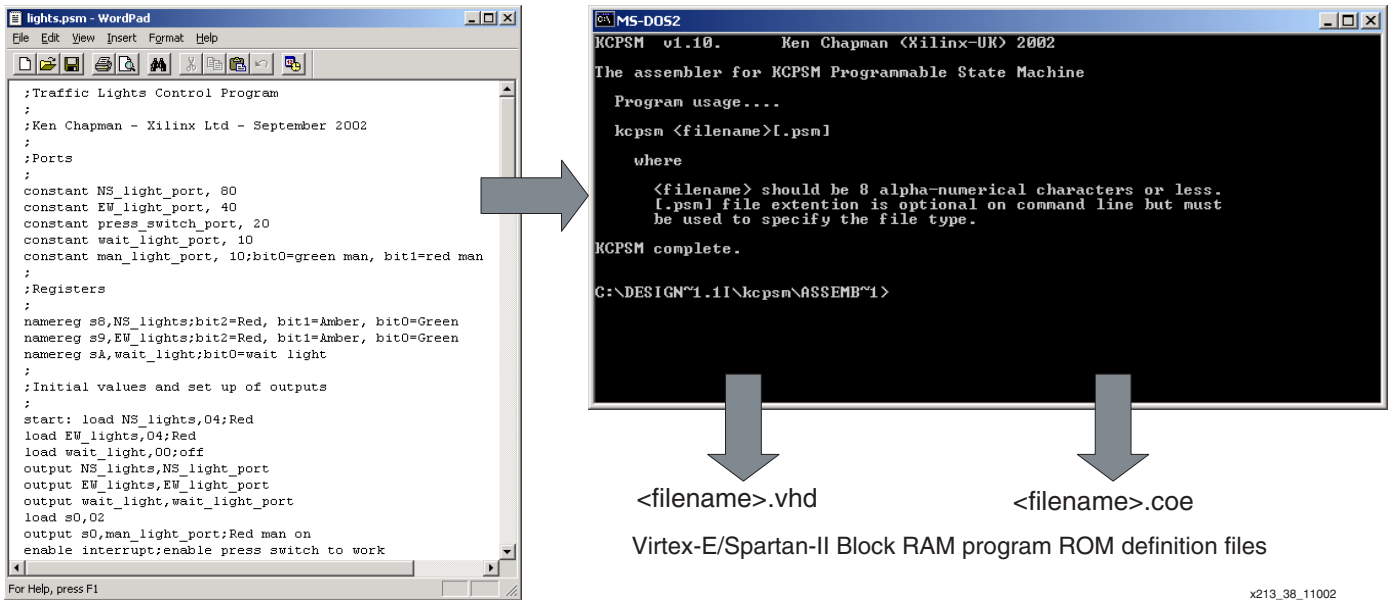 lights.psm - WordPad
File Edit View Insert Format Help
;Traffic Lights Control Program
;
;Ken Chapman - Xilinx Ltd - September 2002
;
;Ports
;
constant NS_light_port, 80
constant EW_light_port, 40
constant press_switch_port, 20
constant wait_light_port, 10
constant man_light_port, 10;bit0=green man, bit1=red man
;
;Registers
;
namereg s8,NS_lights;bit2=Red, bit1=Amber, bit0=Green
namereg s9,EW_lights;bit2=Red, bit1=Amber, bit0=Green
namereg sA,wait_light;bit0=wait light
;
;Initial values and set up of outputs
;
start: load NS_lights,04;Red
load EW_lights,04;Red
load wait_light,00;off
output NS_lights,NS_light_port
output EW_lights,EW_light_port
output wait_light,wait_light_port
load s0,02
output s0,man_light_port;Red man on
enable interrupt;enable press switch to work
For Help, press F1
MS-DOS2
KCPSM v1.10. Ken Chapman (Xilinx-UK) 2002
The assembler for KCPSM Programmable State Machine
Program usage....
kcpsm <filename>[.psm]
where
<filename> should be 8 alpha-numerical characters or less.
[.psm] file extention is optional on command line but must
be used to specify the file type.
KCPSM complete.
C:\DESIGN~1.1I\kcpsm\ASSEMB~1>
<filename>.vhd
<filename>.coe
Virtex-E/Spartan-II Block RAM program ROM definition files
x213_38_11002